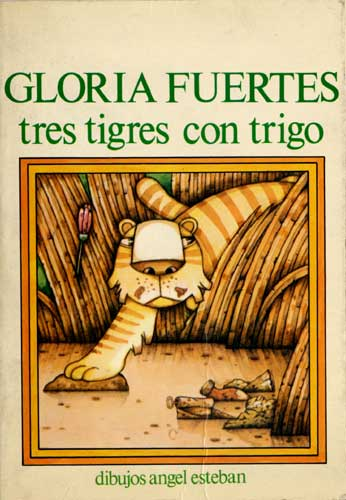 GLORIA FUERTES
tres tigres con trigo
dibujos angel esteban